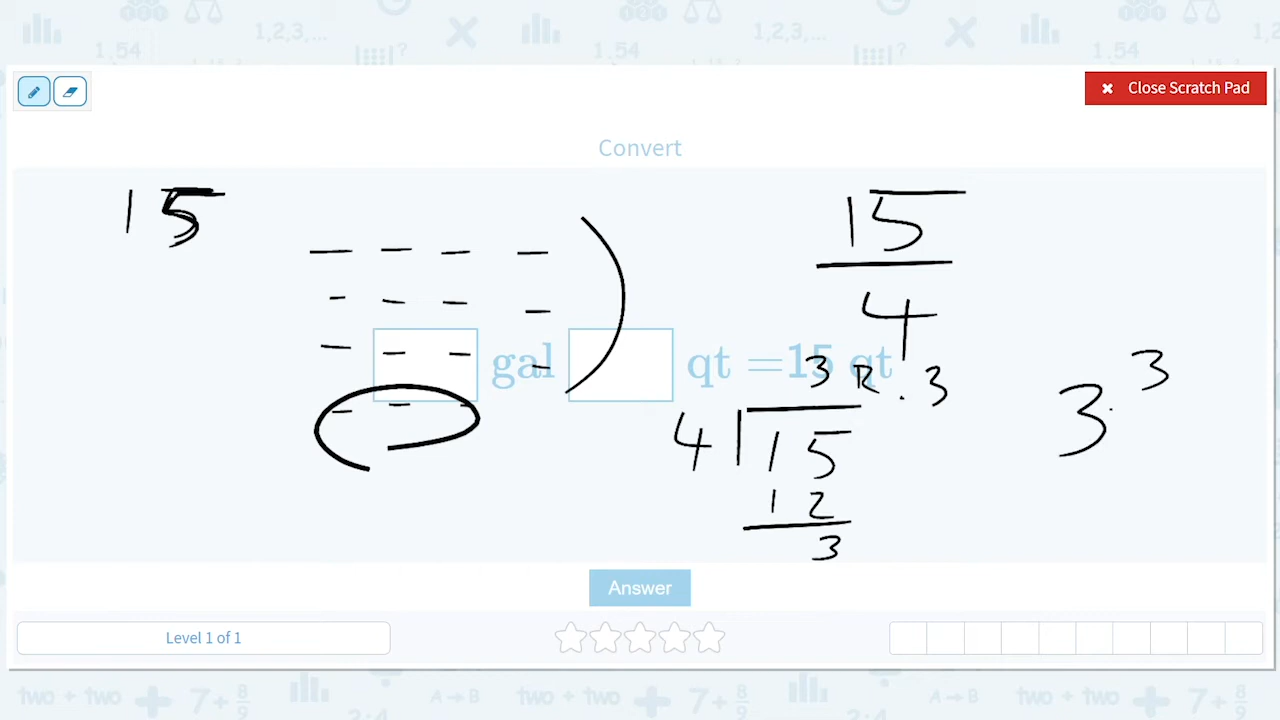 Close Scratch Pad
Convert
15
15
4
gal qt =15 qt
3 R. 3
4 15
12
3
3 3
Answer
Level 1 of 1